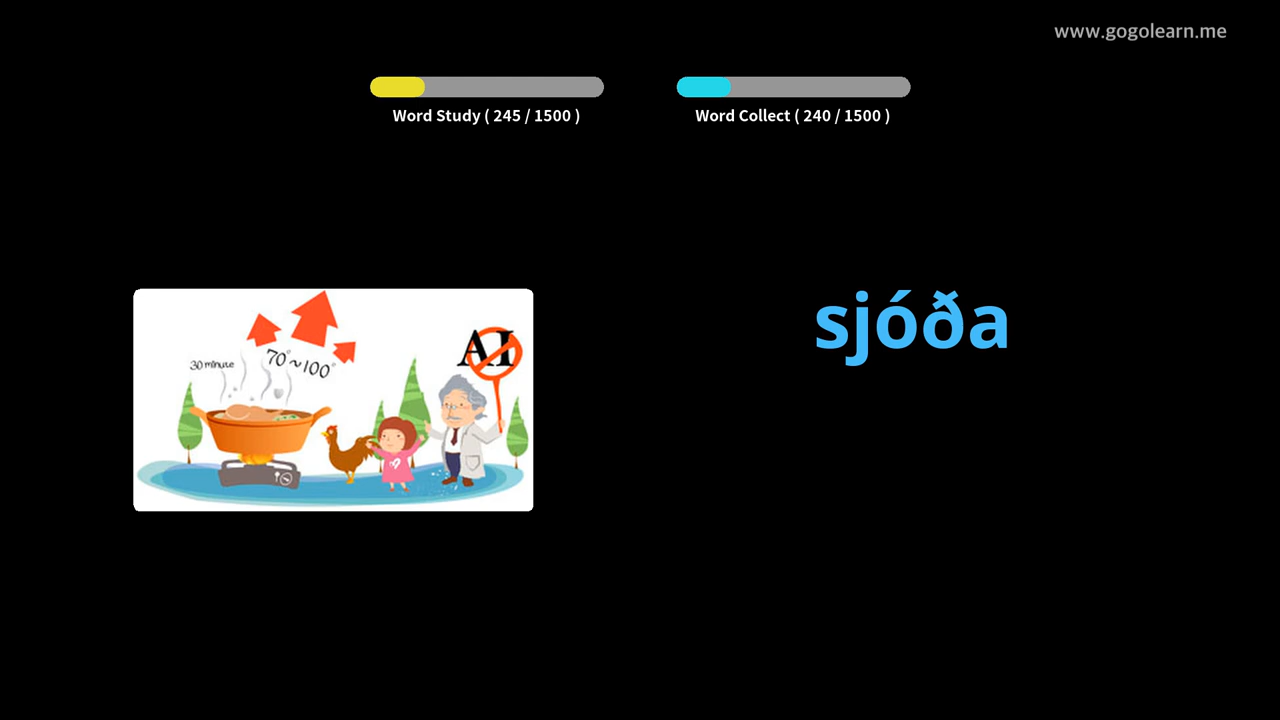 www.gogolearn.me
Word Study ( 245 / 1500 )
Word Collect ( 240 / 1500 )
30 minute
70°~100°
AI
sjóða